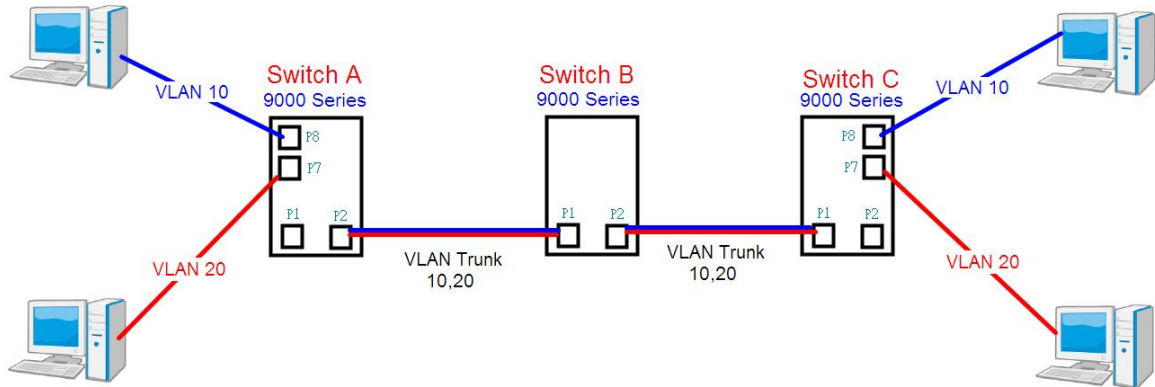 Switch A
9000 Series
Switch B
9000 Series
Switch C
9000 Series
VLAN 10
VLAN 10
P8
P7
P1
P2
P1
P2
P8
P7
P1
P2
VLAN 20
VLAN Trunk
10,20
VLAN Trunk
10,20
VLAN 20